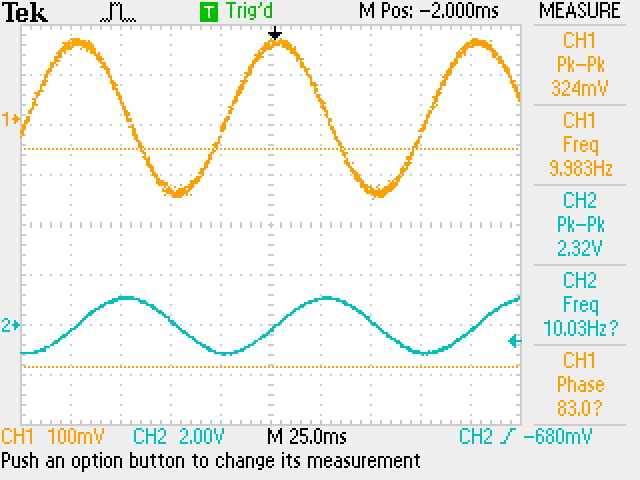 Tek
T Trig'd
M Pos: -2.000ms
MEASURE
CH1
Pk-Pk
324mV
CH1
Freq
9.983Hz
CH2
Pk-Pk
2.32V
CH2
Freq
10.03Hz?
CH1
Phase
83.0?
1
2
CH1 100mV
CH2 2.00V
M 25.0ms
CH2 -680mV
Push an option button to change its measurement